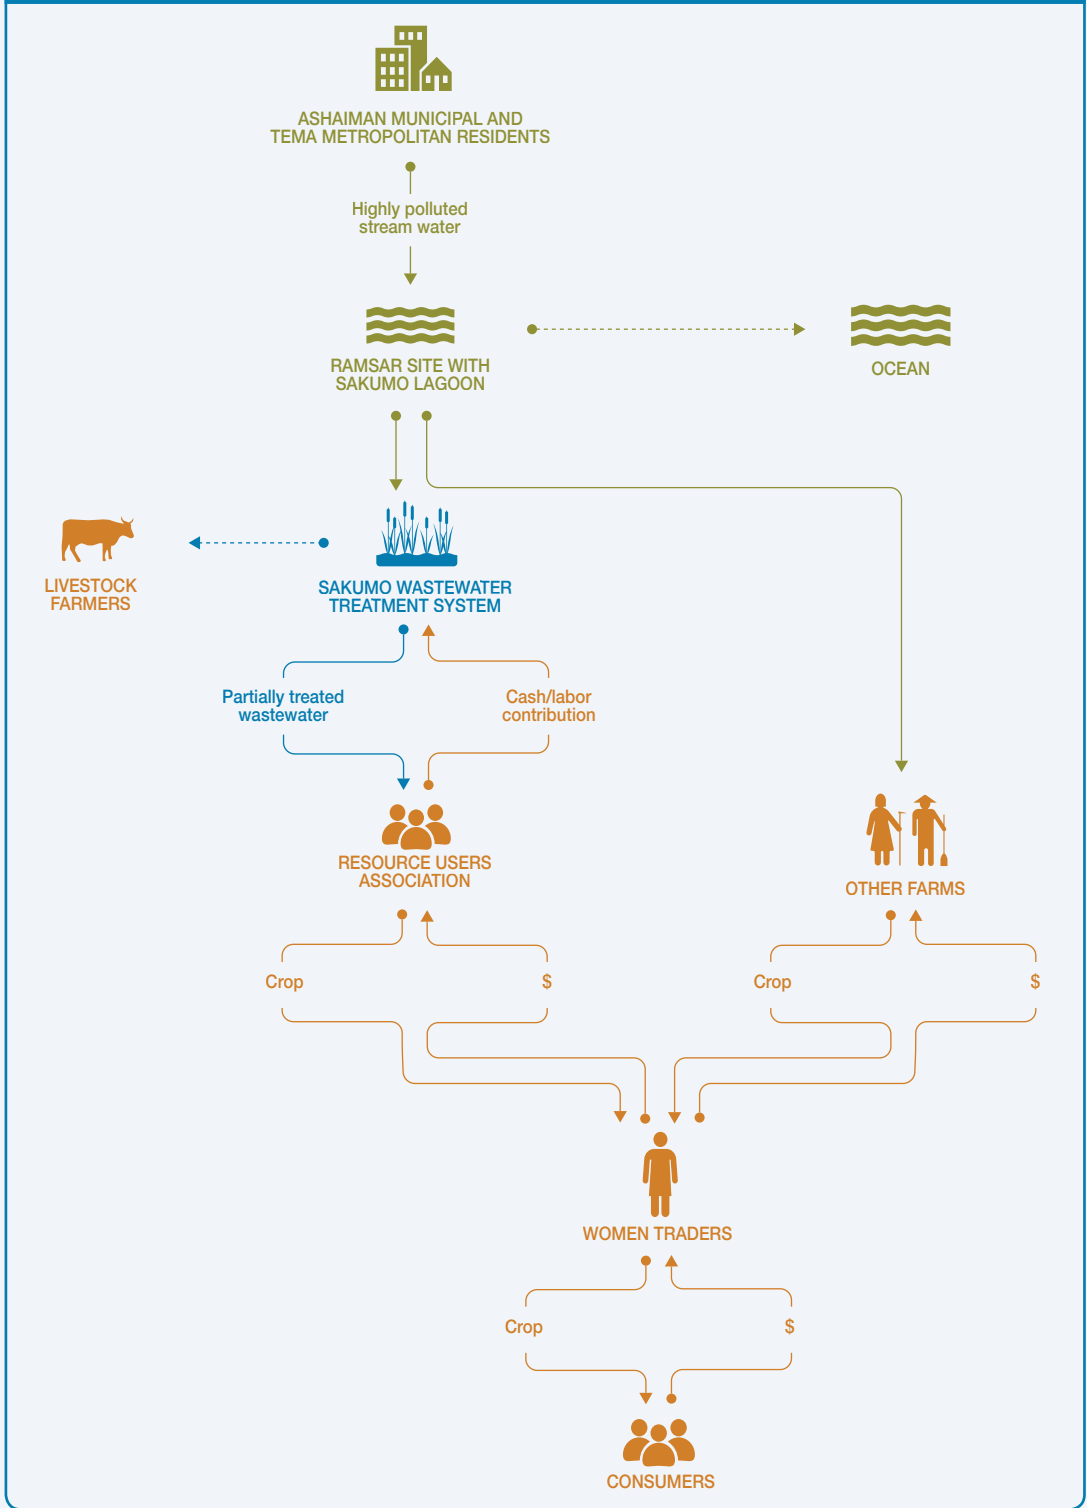 ASHAIMAN MUNICIPAL AND
TEMA METROPOLITAN RESIDENTS
Highly polluted
stream water
RAMSAR SITE WITH
SAKUMO LAGOON
OCEAN
LIVESTOCK
FARMERS
SAKUMO WASTEWATER
TREATMENT SYSTEM
Partially treated
wastewater
Cash/labor
contribution
RESOURCE USERS
ASSOCIATION
OTHER FARMS
Crop
$
Crop
$
WOMEN TRADERS
Crop
$
CONSUMERS